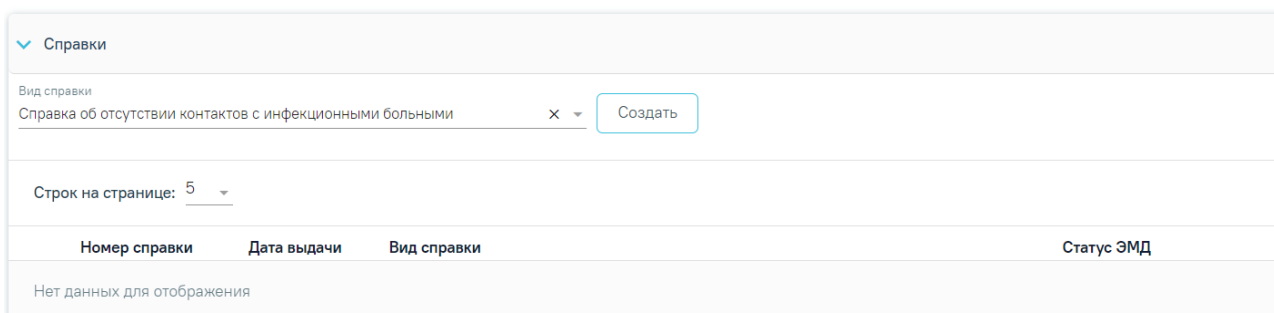 Справки
Вид справки
Справка об отсутствии контактов с инфекционными больными
Создать
Строк на странице: 5
Номер справки Дата выдачи Вид справки Статус ЭМД
Нет данных для отображения